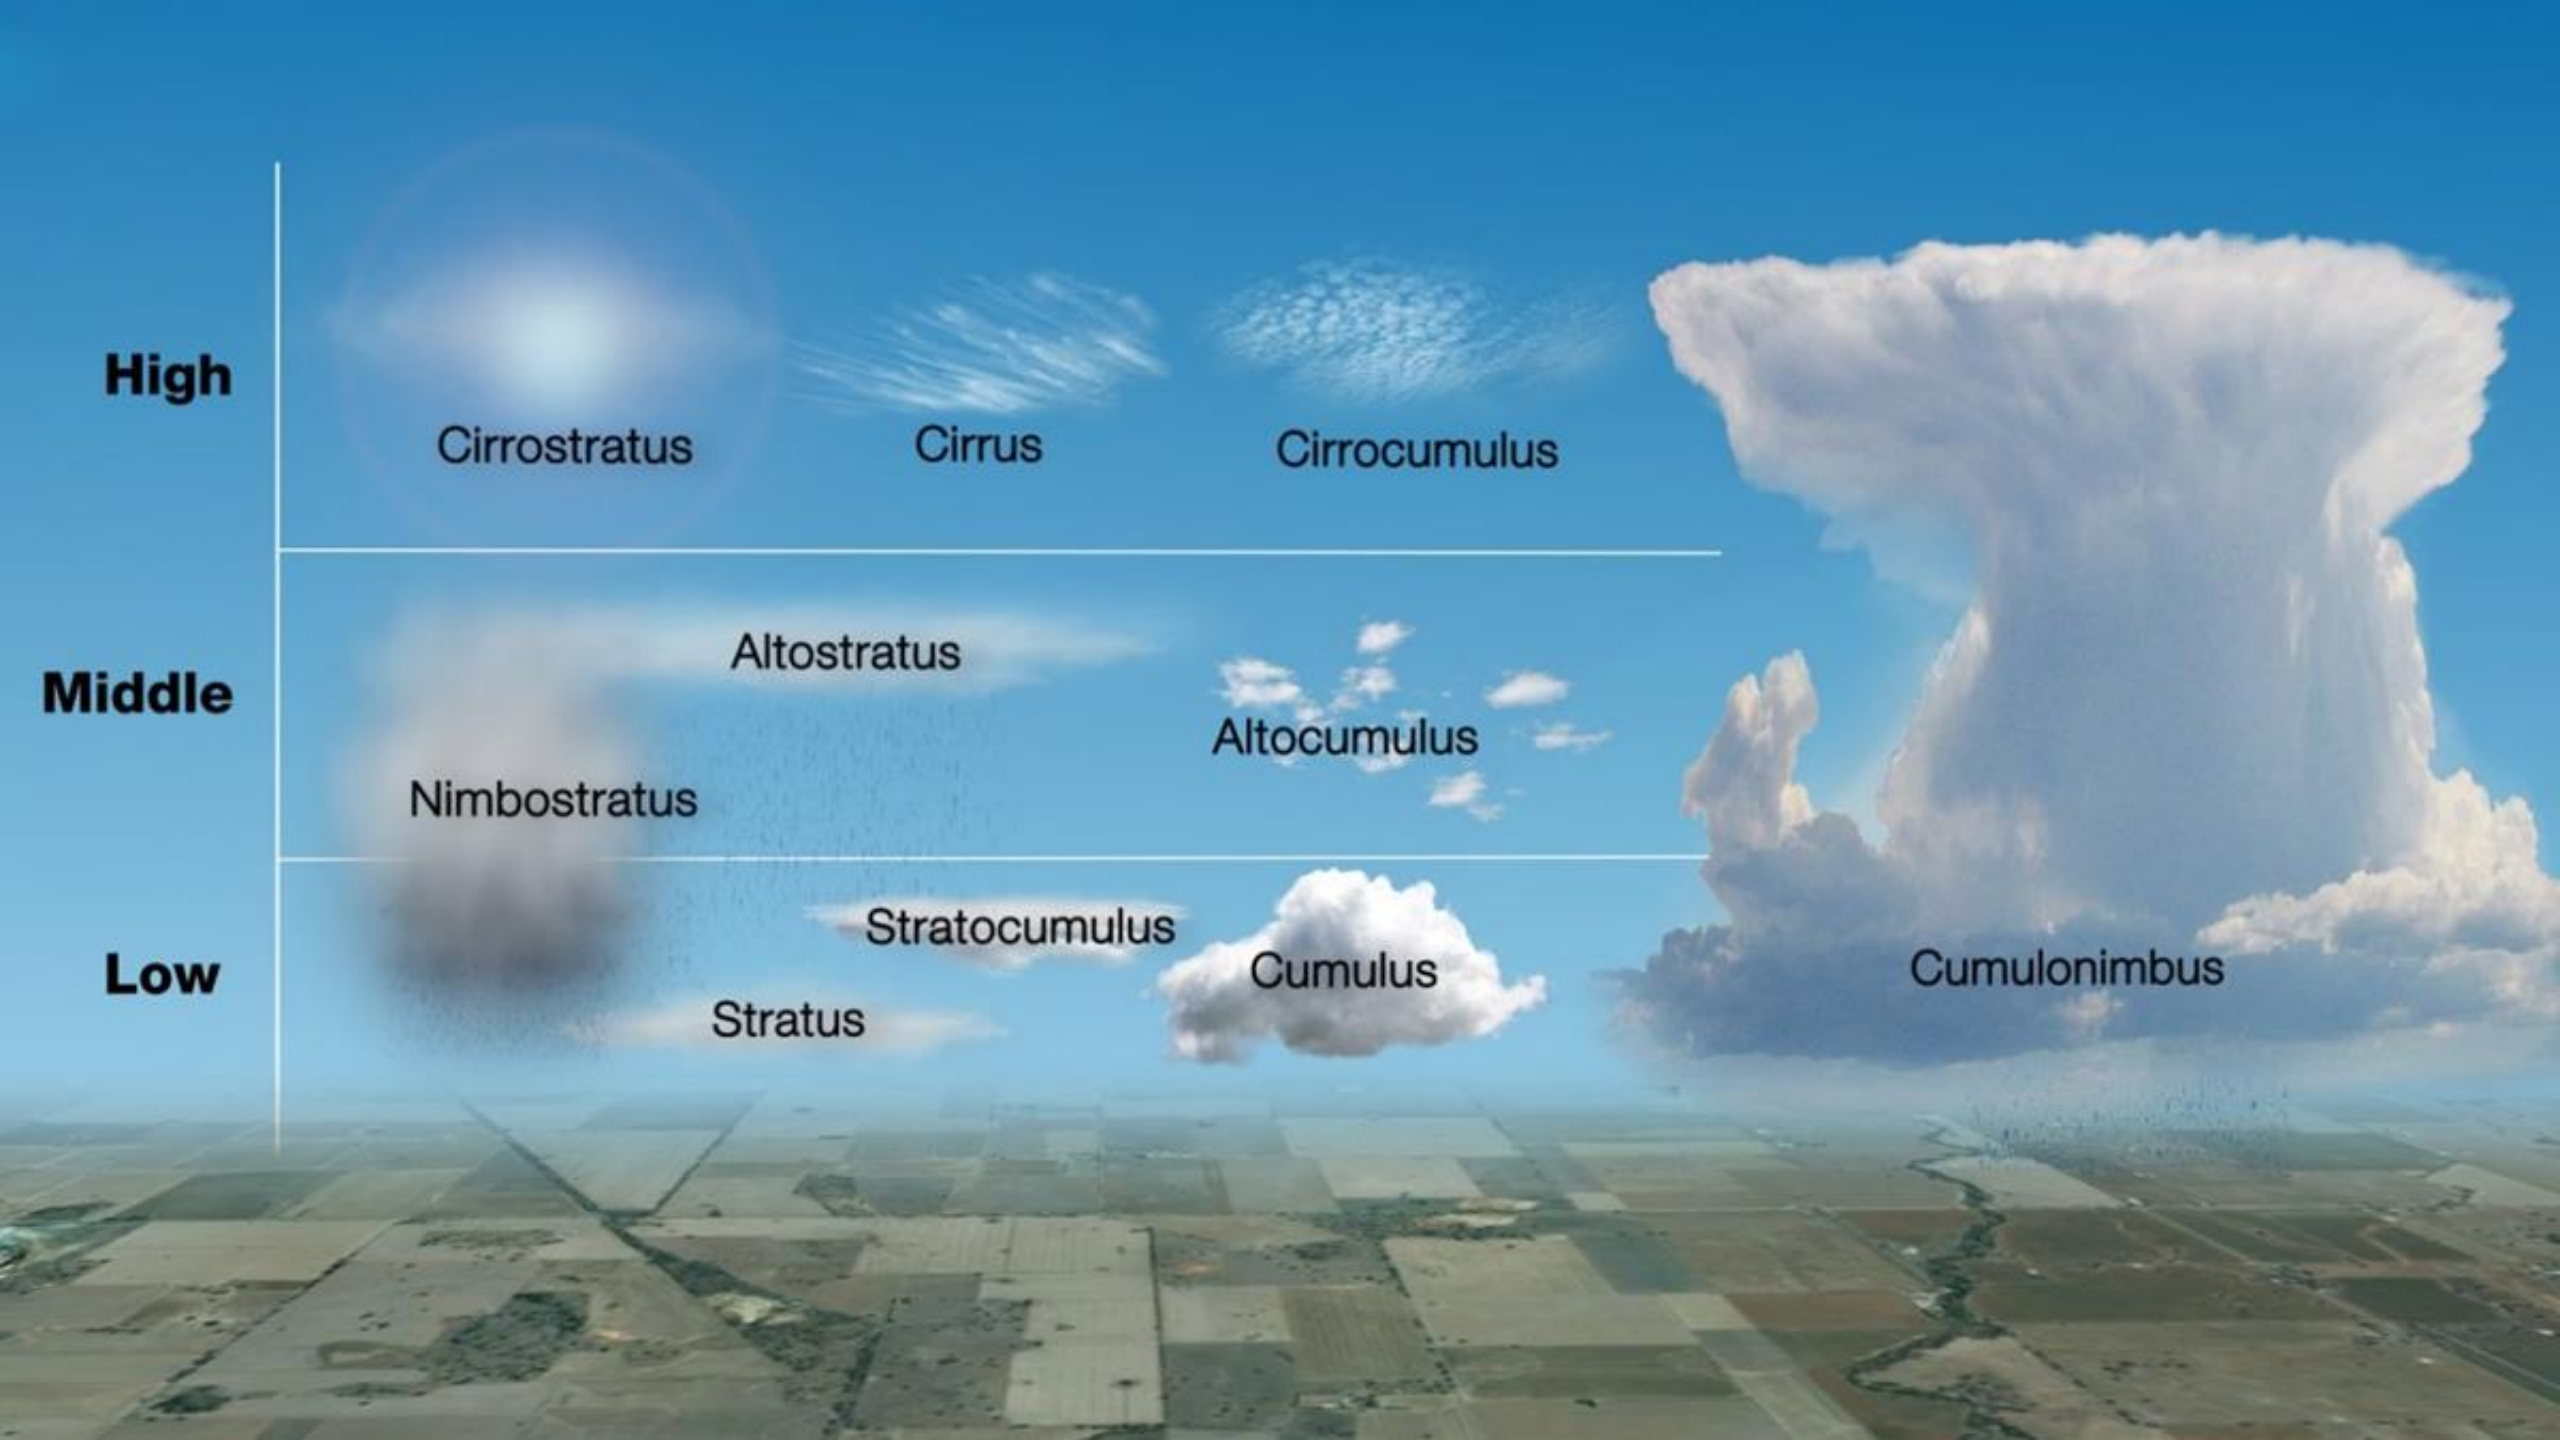 High
Cirrostratus
Cirrus
Cirrocumulus
Middle
Altostratus
Altocumulus
Nimbostratus
Low
Stratocumulus
Cumulus
Cumulonimbus
Stratus